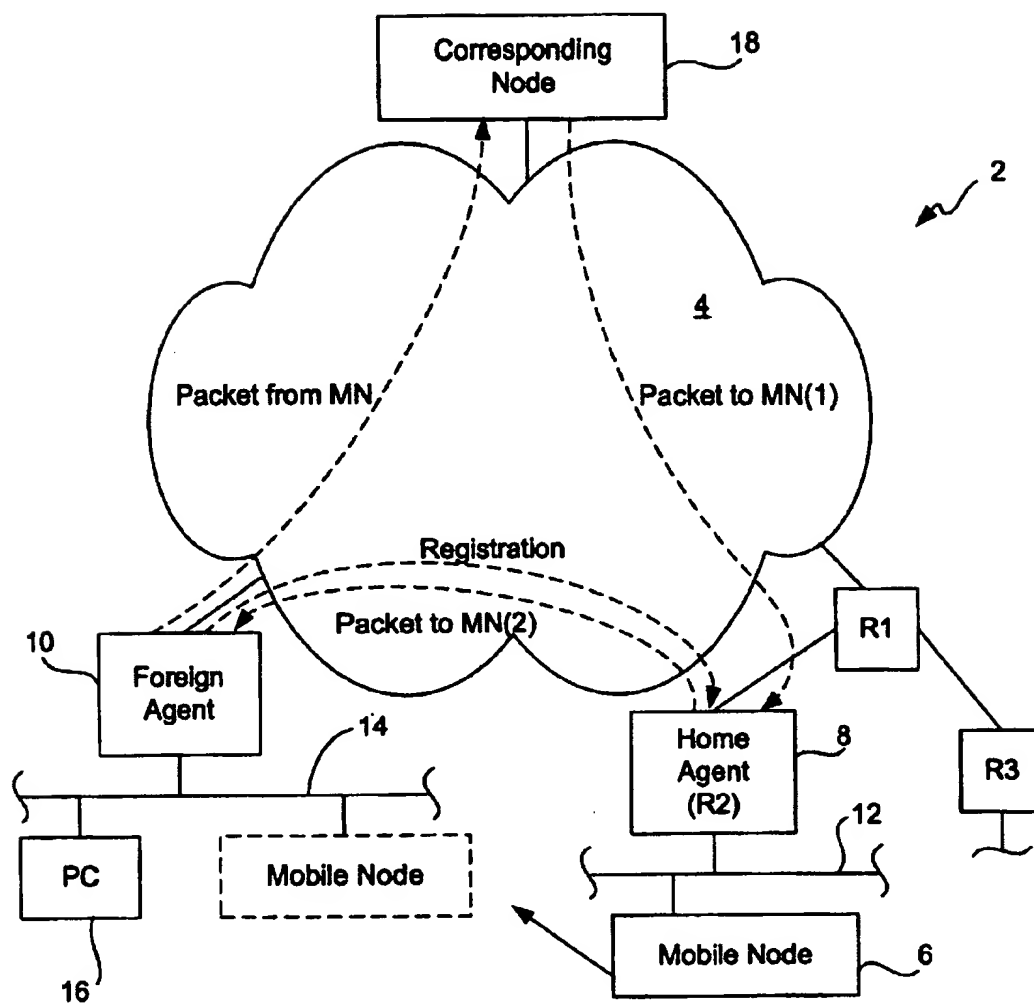 Corresponding
Node
18
2
4
Packet from MN
Packet to MN(1)
Registration
Packet to MN(2)
R1
10
Foreign
Agent
14
Home
Agent
(R2)
8
R3
12
PC
Mobile Node
Mobile Node
6
16